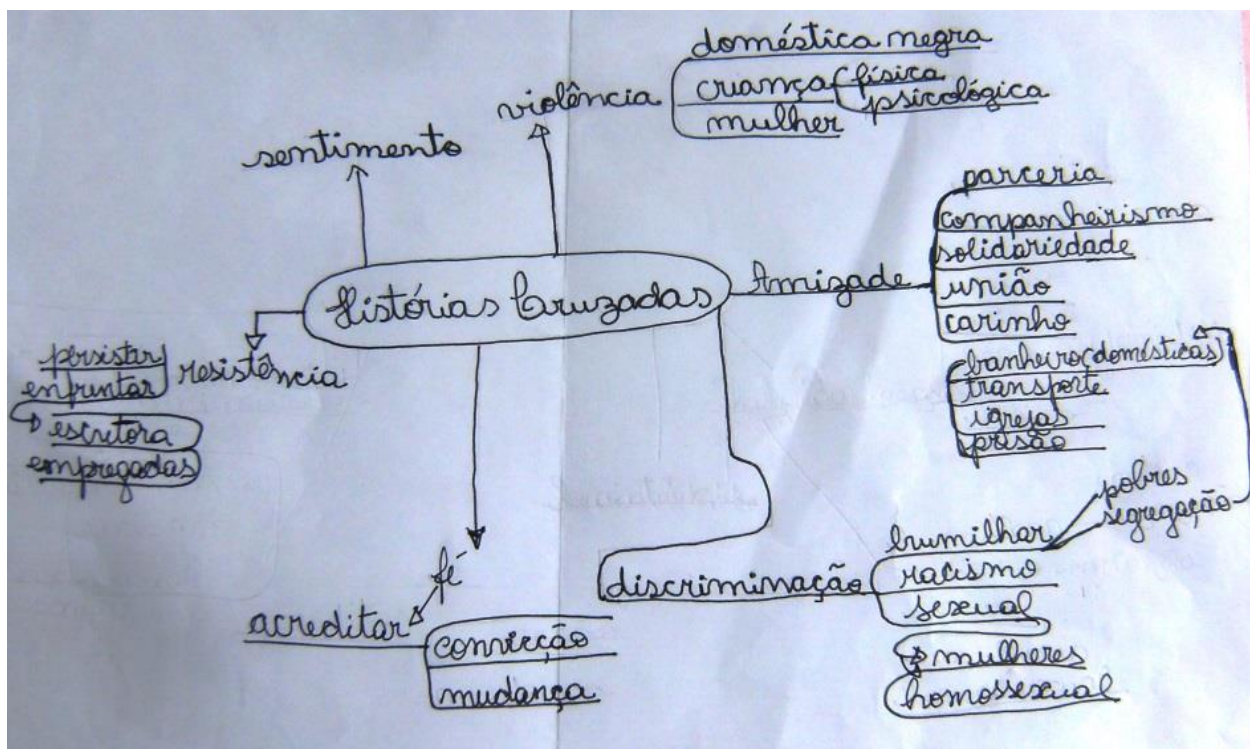 doméstica negra
violência
criança física
psicológica
mulher
sentimento
parceria
companheirismo
solidariedade
união
carinho
Amizade
Histórias Cruzadas
resistência
persistir
enfrentar
escritora
empregadas
banheiro (domésticas)
transporte
igrejas
prisão
pobres
segregação
humilhar
discriminação
racismo
sexual
mulheres
homossexual
fé
acreditar
convicção
mudança